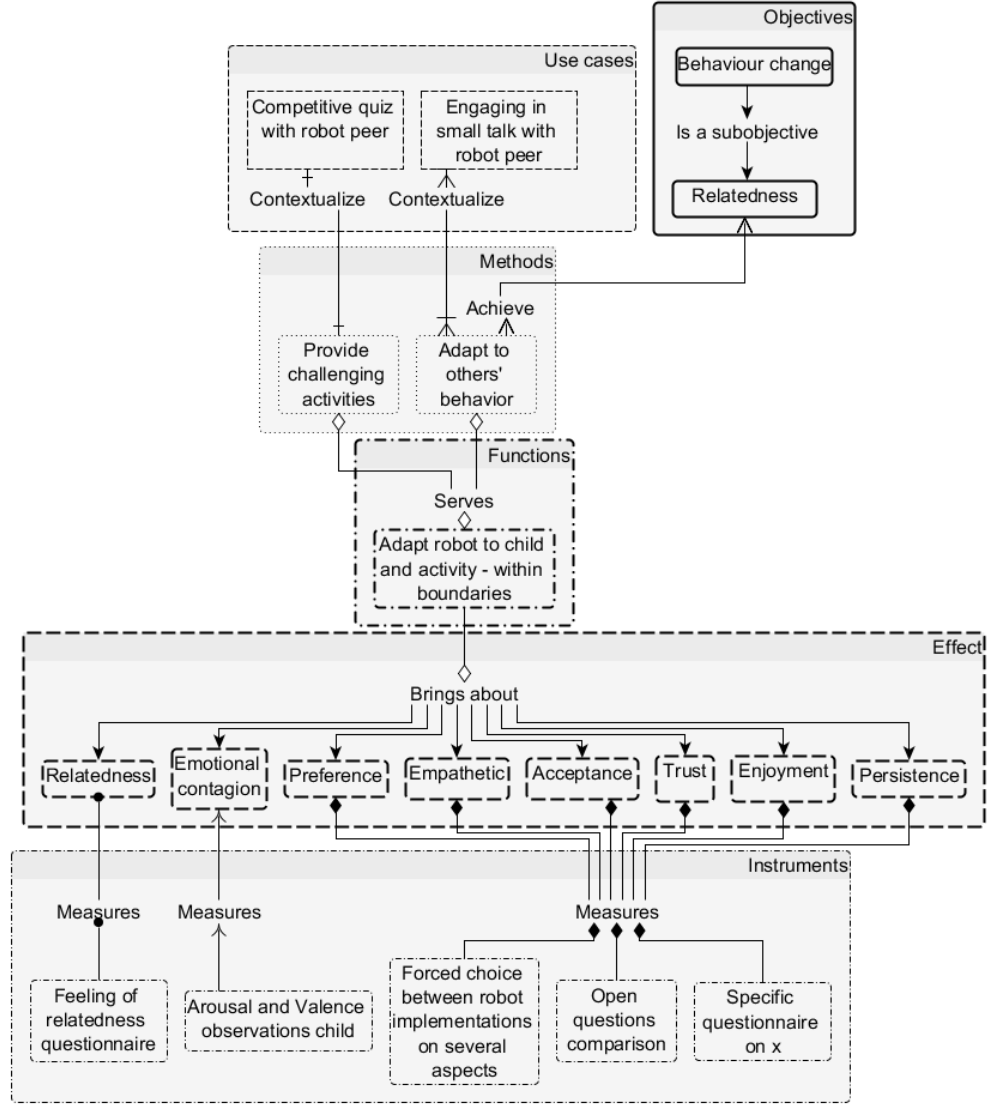 Objectives
Behaviour change
Is a subobjective
Relatedness
Use cases
Competitive quiz
with robot peer
Engaging in
small talk with
robot peer
Contextualize
Contextualize
Methods
Achieve
Provide
challenging
activities
Adapt to
others'
behavior
Functions
Serves
Adapt robot to child
and activity - within
boundaries
Effect
Brings about
Relatedness
Emotional
contagion
Preference
Empathetic
Acceptance
Trust
Enjoyment
Persistence
Instruments
Measures
Measures
Measures
Feeling of
relatedness
questionnaire
Arousal and Valence
observations child
Forced choice
between robot
implementations
on several
aspects
Open
questions
comparison
Specific
questionnaire
on x